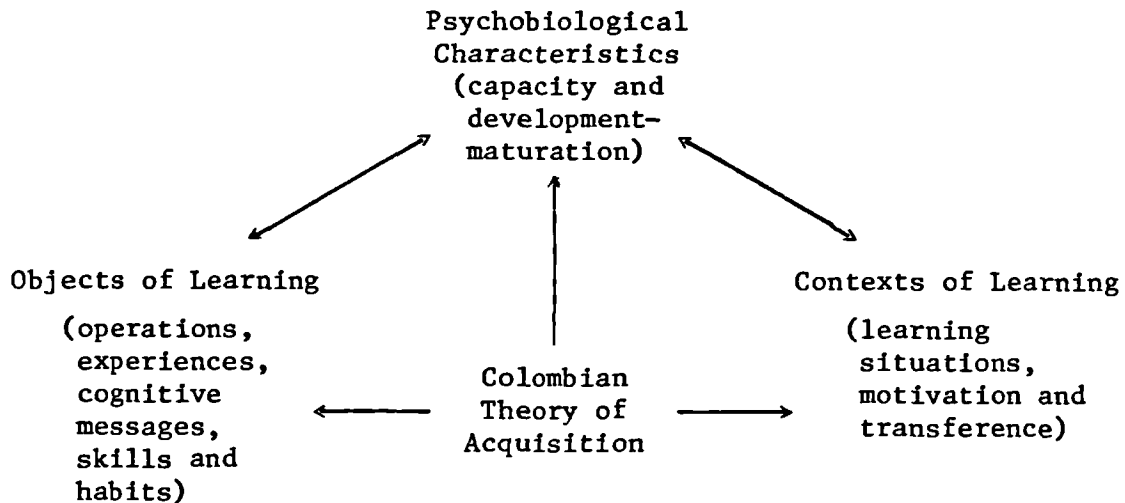 Psychobiological
Characteristics
(capacity and
development-
maturation)
Objects of Learning
(operations,
experiences,
cognitive
messages,
skills and
habits)
Colombian
Theory of
Acquisition
Contexts of Learning
(learning
situations,
motivation and
transference)